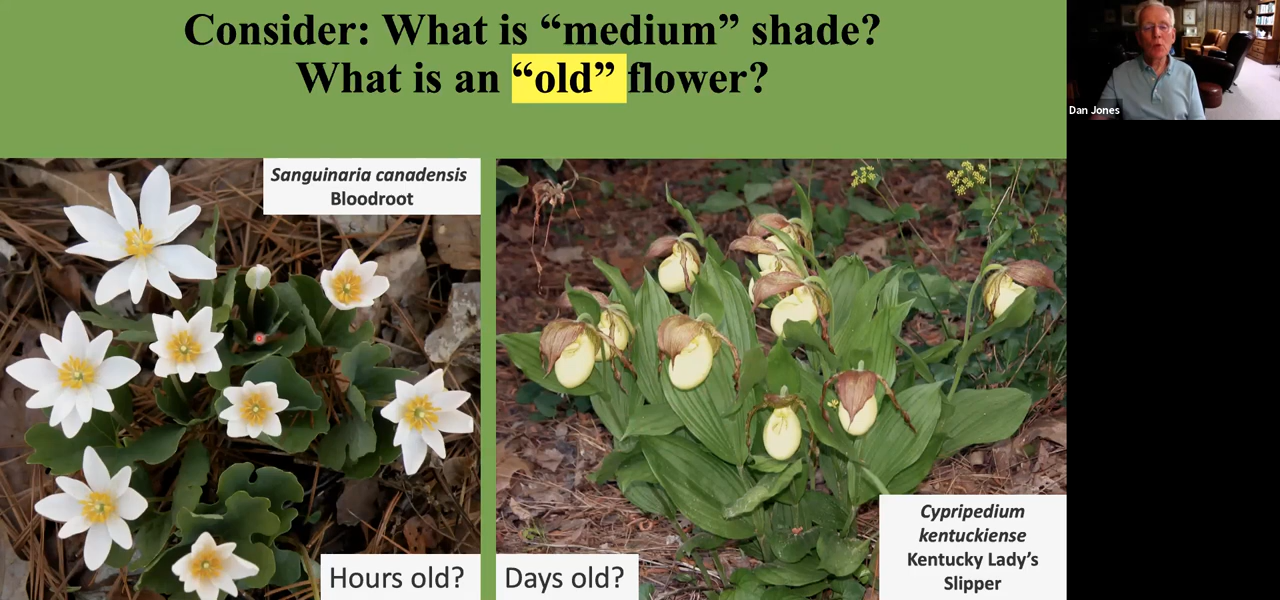 Consider: What is “medium” shade?
What is an “old” flower?
Dan Jones
Sanguinaria canadensis
Bloodroot
Hours old?
Days old?
Cypripedium
kentuckiense
Kentucky Lady’s
Slipper